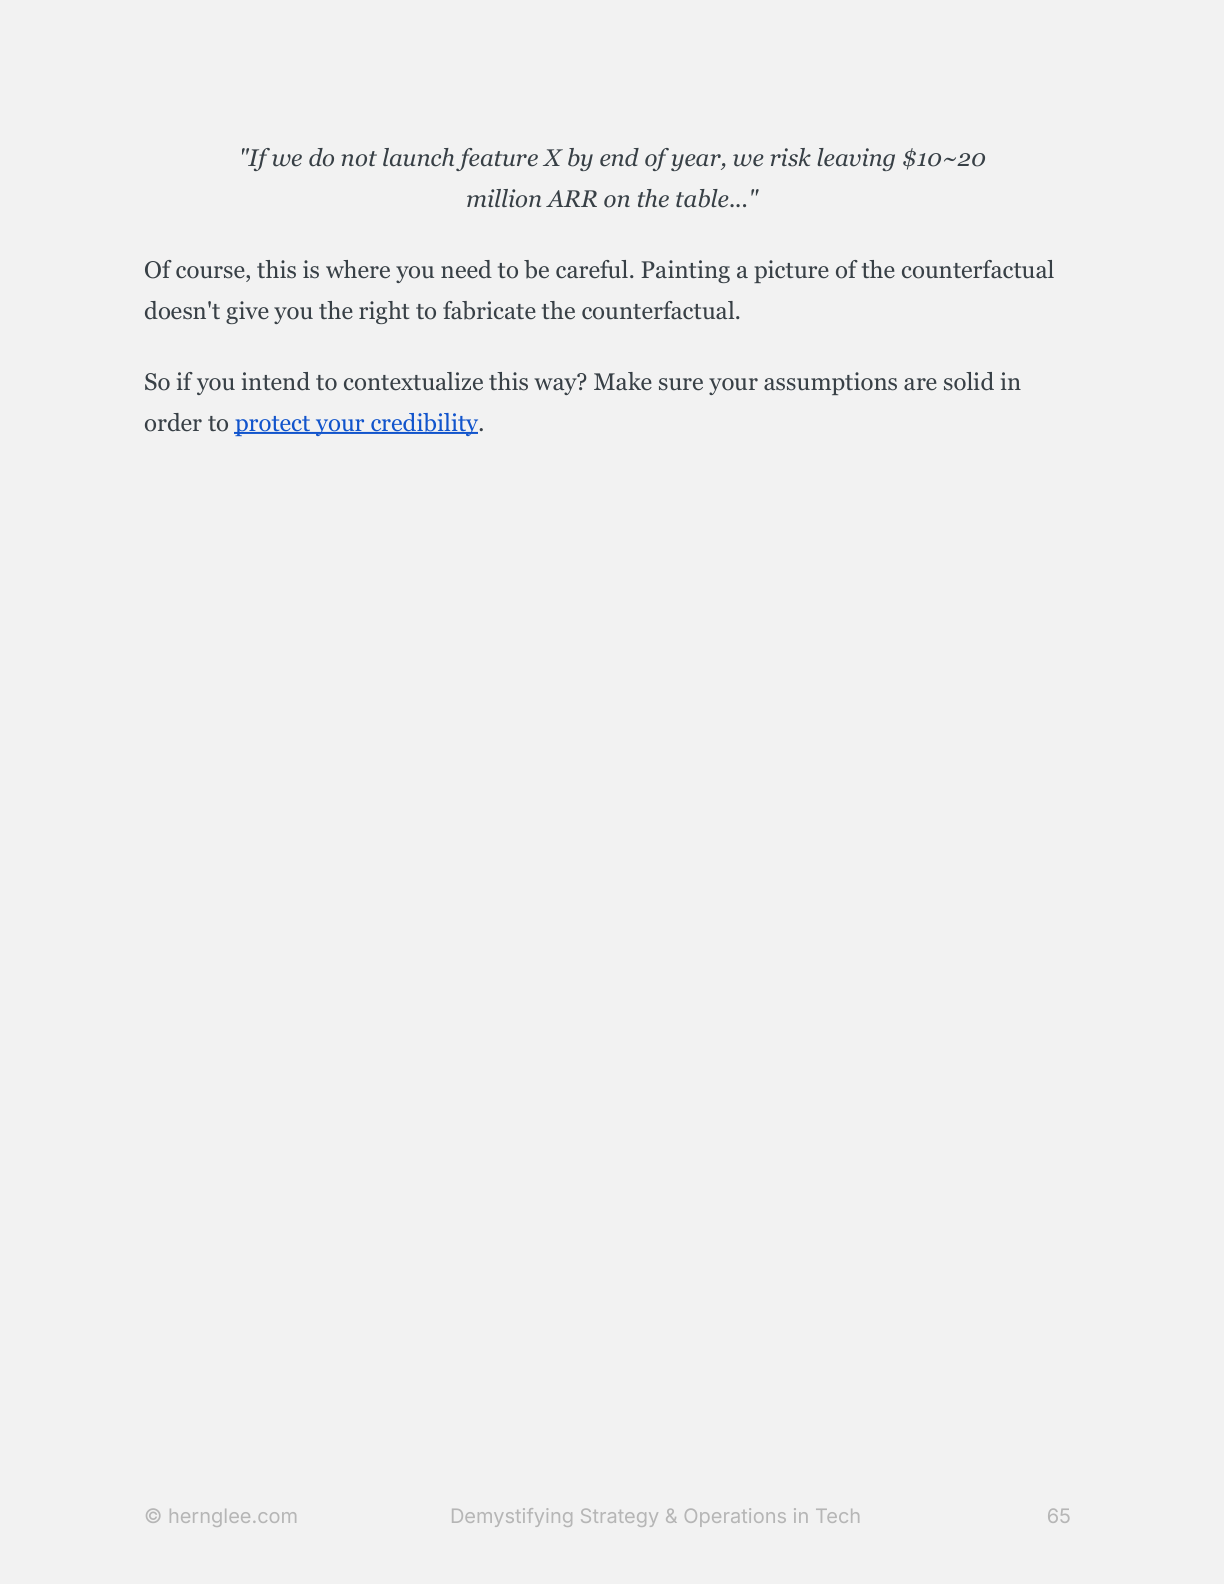 "If we do not launch feature X by end of year, we risk leaving $10~20
million ARR on the table..."
Of course, this is where you need to be careful. Painting a picture of the counterfactual
doesn't give you the right to fabricate the counterfactual.
So if you intend to contextualize this way? Make sure your assumptions are solid in
order to protect your credibility.
© hernglee.com Demystifying Strategy & Operations in Tech 65